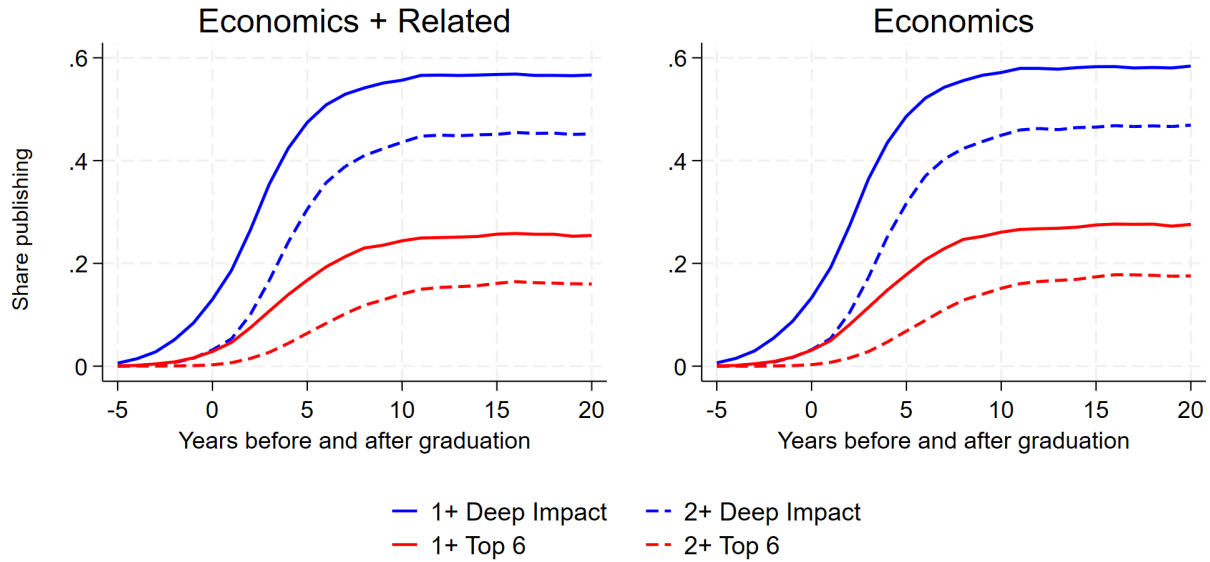 Economics + Related
Economics
Share publishing
.6
.4
.2
0
-5 0 5 10 15 20
Years before and after graduation
.6
.4
.2
0
-5 0 5 10 15 20
Years before and after graduation
1+ Deep Impact
2+ Deep Impact
1+ Top 6
2+ Top 6